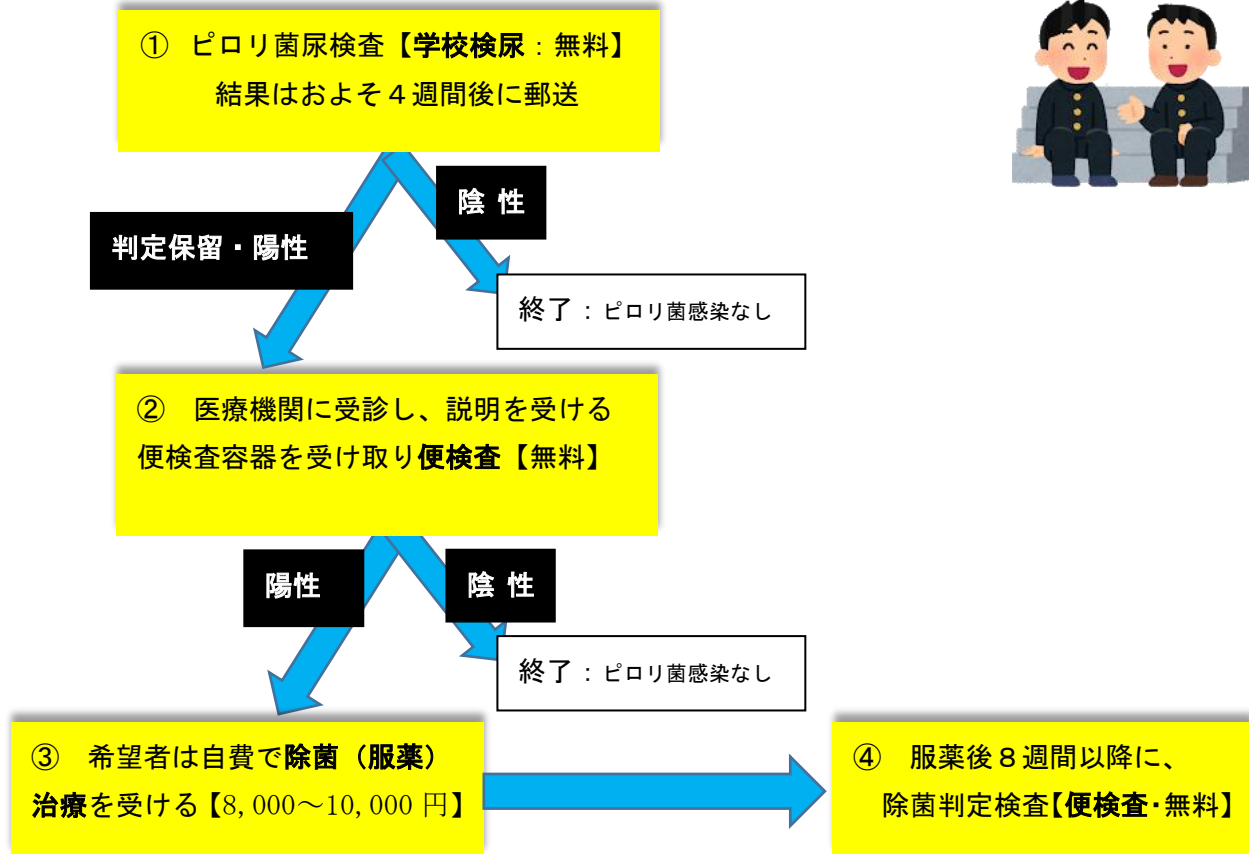 ① ピロリ菌尿検査【学校検尿：無料】
結果はおよそ４週間後に郵送
陰 性
判定保留・陽性
終了：ピロリ菌感染なし
② 医療機関に受診し、説明を受ける
便検査容器を受け取り便検査【無料】
陽性
陰 性
終了：ピロリ菌感染なし
③ 希望者は自費で除菌（服薬）
治療を受ける【8,000～10,000 円】
④ 服薬後８週間以降に、
除菌判定検査【便検査・無料】